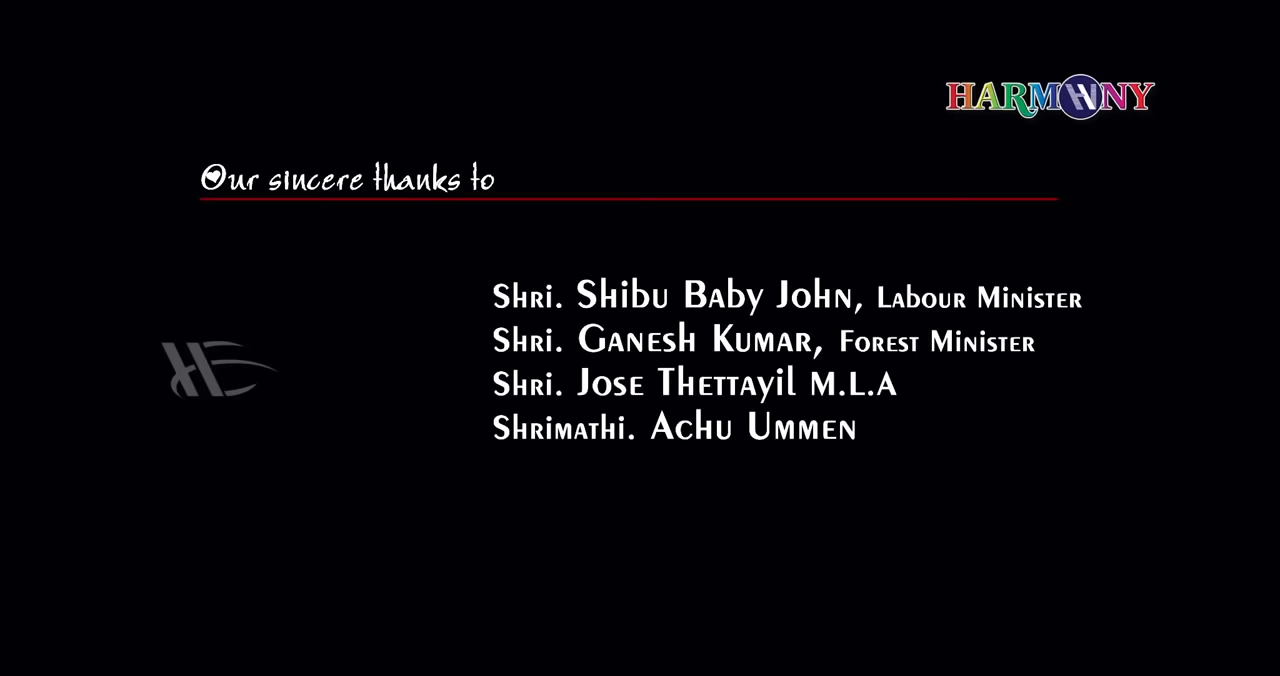 HARMONY
Our sincere thanks to
Shri. Shibu Baby John, Labour Minister
Shri. Ganesh Kumar, Forest Minister
Shri. Jose Thettayil M.L.A
Shrimathi. Achu Ummen
HE